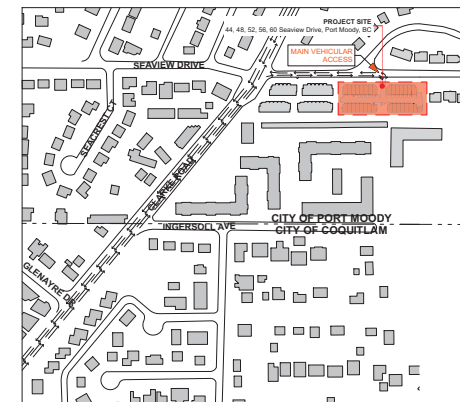 PROJECT SITE
44, 48, 52, 56, 60 Seaview Drive, Port Moody, BC
MAIN VEHICULAR
ACCESS
SEAVIEW DRIVE
SEACREST CT
CLARKE ROAD
CITY OF PORT MOODY
INGERSOLL AVE
CITY OF COQUITLAM
GLENAYRE DR